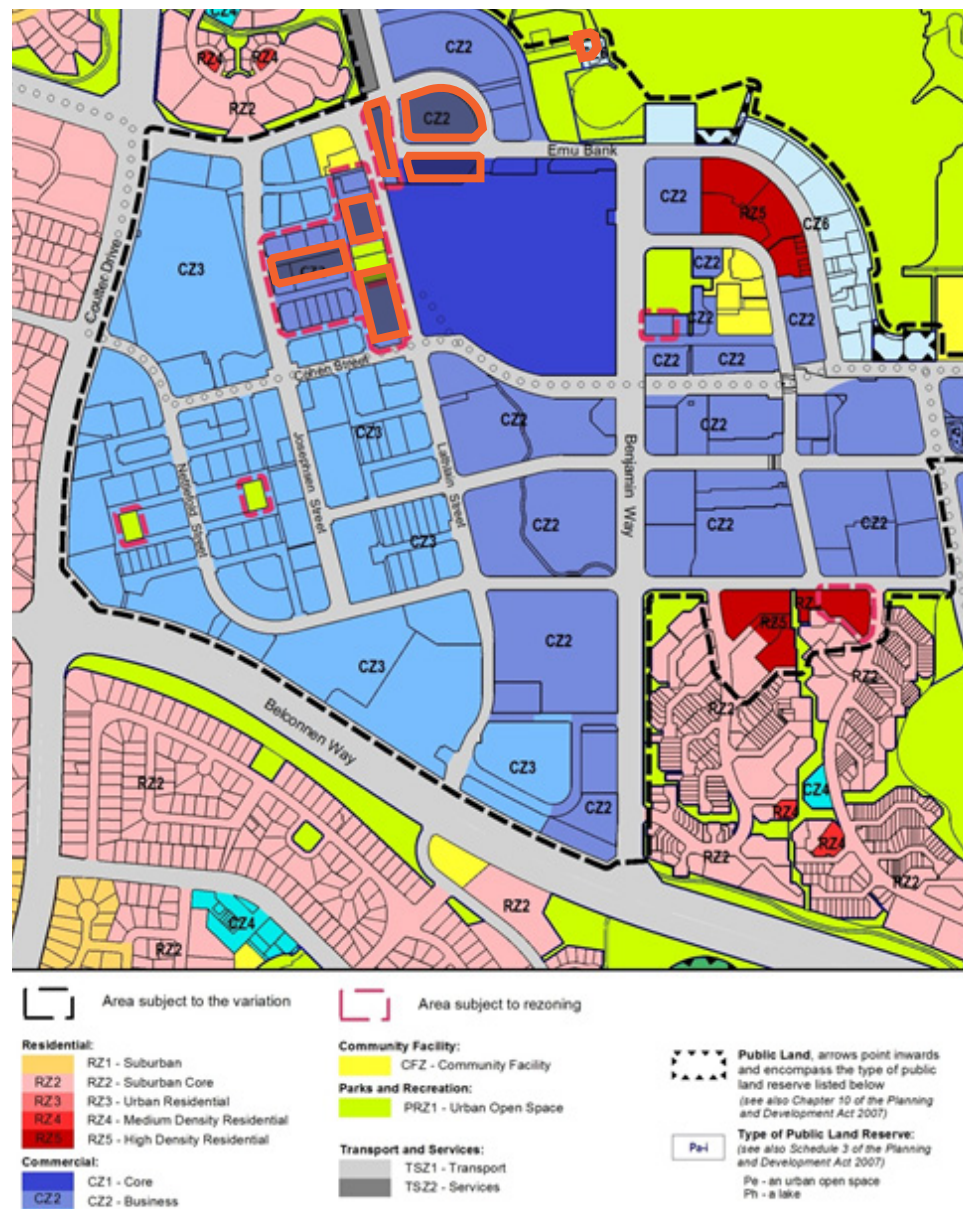 CZ4
CZ2
RZ4
RZ4
RZ2
CZ2
Emu Bank
CZ2
RZ5
CZ6
CZ3
Coulter Drive
CZ2
CZ2
CZ2
CZ2
CZ2
Cohen Street
CZ3
CZ2
CZ2
Josephsen Street
Lathlain Street
Benjamin Way
Nettlefold Street
CZ3
CZ2
CZ2
CZ2
RZ5
CZ2
CZ3
RZ2
RZ2
Belconnen Way
CZ3
CZ2
RZ2
CZ4
RZ4
RZ4
RZ2
RZ2
RZ2
CZ4
RZ2
Area subject to the variation
Area subject to rezoning
Residential:
RZ1 - Suburban
RZ2 RZ2 - Suburban Core
RZ3 RZ3 - Urban Residential
RZ4 RZ4 - Medium Density Residential
RZ5 RZ5 - High Density Residential
Commercial:
CZ1 - Core
CZ2 CZ2 - Business
Community Facility:
CFZ - Community Facility
Parks and Recreation:
PRZ1 - Urban Open Space
Transport and Services:
TSZ1 - Transport
TSZ2 - Services
Public Land, arrows point inwards
and encompass the type of public
land reserve listed below
(see also Chapter 10 of the Planning
and Development Act 2007)
Type of Public Land Reserve:
(see also Schedule 3 of the Planning
and Development Act 2007)
Pe - an urban open space
Ph - a lake